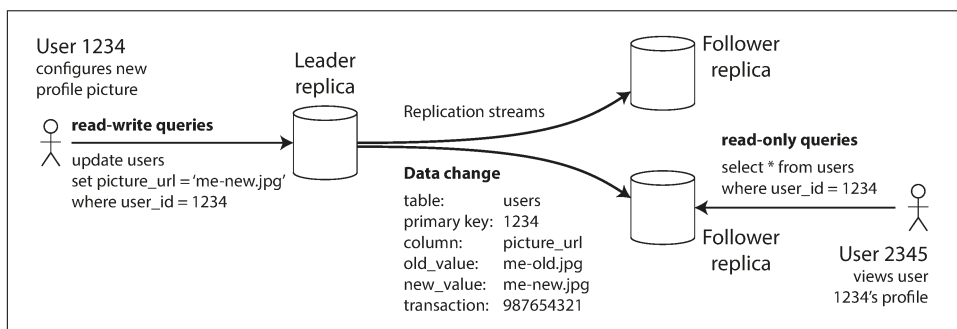 User 1234
configures new
profile picture
read-write queries
update users
set picture_url = 'me-new.jpg'
where user_id = 1234
Leader
replica
Replication streams
Data change
table: users
primary key: 1234
column: picture_url
old_value: me-old.jpg
new_value: me-new.jpg
transaction: 987654321
Follower
replica
read-only queries
select * from users
where user_id = 1234
Follower
replica
User 2345
views user
1234's profile